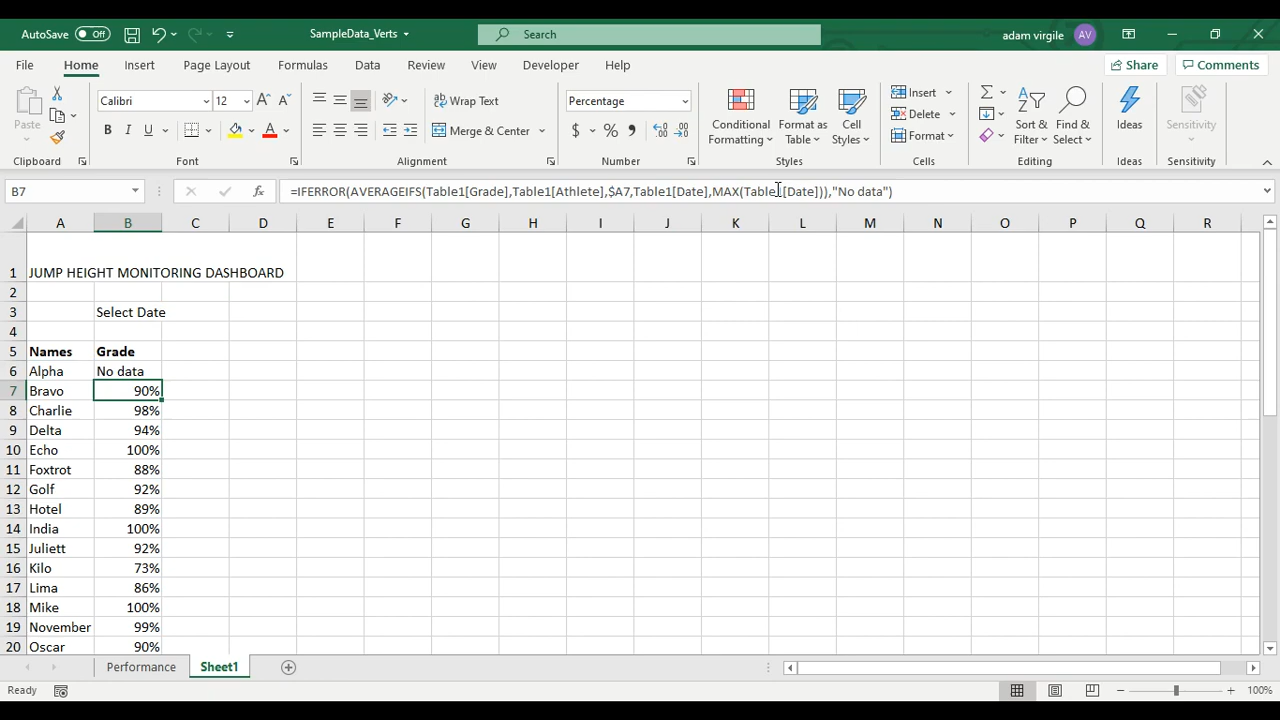 AutoSave Off SampleData_Verts Search adam virgile AV
File Home Insert Page Layout Formulas Data Review View Developer Help Share Comments
Calibri 12 A A Wrap Text Percentage Insert
Paste B I U A Merge & Center $ % , Conditional Formatting Format as Table Cell Styles Delete Format Sort & Filter Find & Select Ideas Sensitivity
Clipboard Font Alignment Number Styles Cells Editing Ideas Sensitivity
B7 fx =IFERROR(AVERAGEIFS(Table1[Grade],Table1[Athlete],$A7,Table1[Date],MAX(Table1[Date])),"No data")
A B C D E F G H I J K L M N O P Q R
1 JUMP HEIGHT MONITORING DASHBOARD
2
3 Select Date
4
5 Names Grade
6 Alpha No data
7 Bravo 90%
8 Charlie 98%
9 Delta 94%
10 Echo 100%
11 Foxtrot 88%
12 Golf 92%
13 Hotel 89%
14 India 100%
15 Juliett 92%
16 Kilo 73%
17 Lima 86%
18 Mike 100%
19 November 99%
20 Oscar 90%
Performance Sheet1
Ready 100%